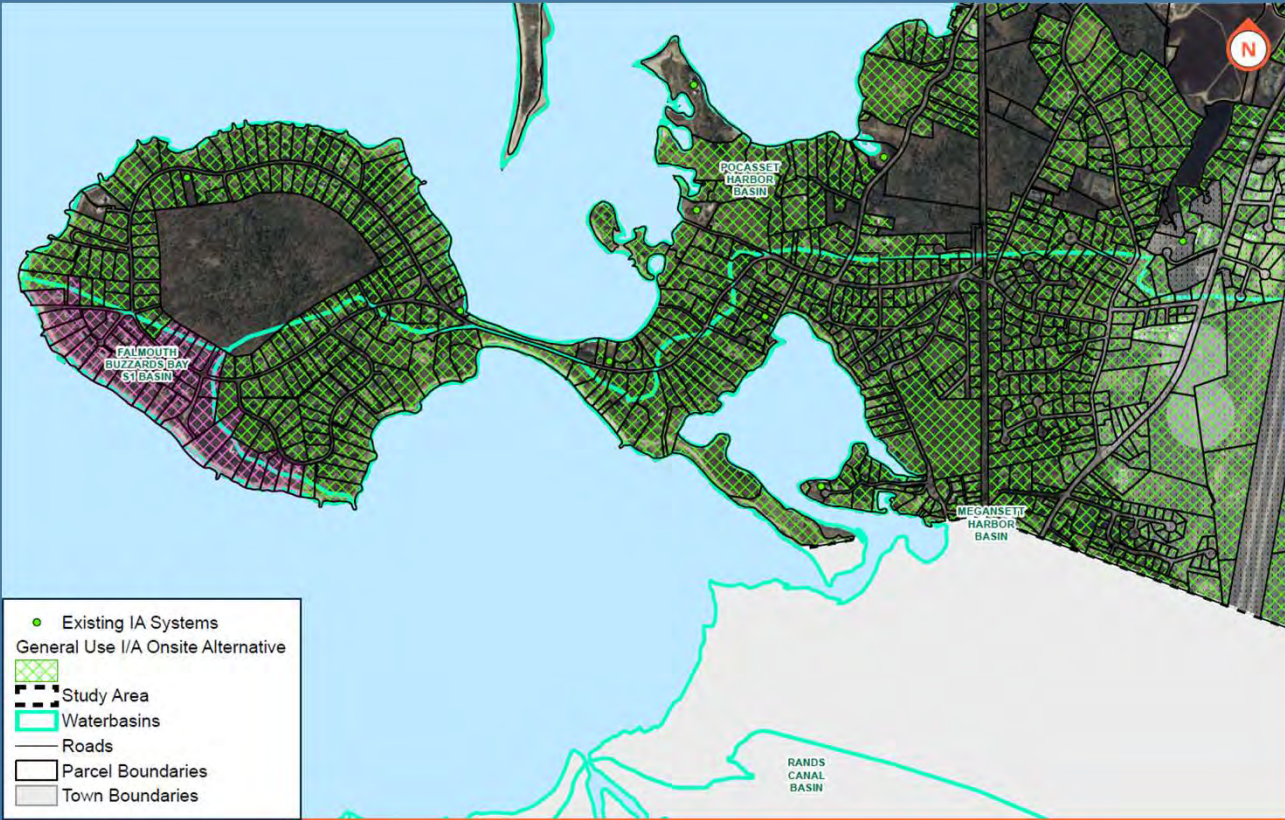 N
POCASSET
HARBOR
BASIN
FALMOUTH
BUZZARDS BAY
S1 BASIN
MEGANSETT
HARBOR
BASIN
RANDS
CANAL
BASIN
Existing IA Systems
General Use I/A Onsite Alternative
Study Area
Waterbasins
Roads
Parcel Boundaries
Town Boundaries